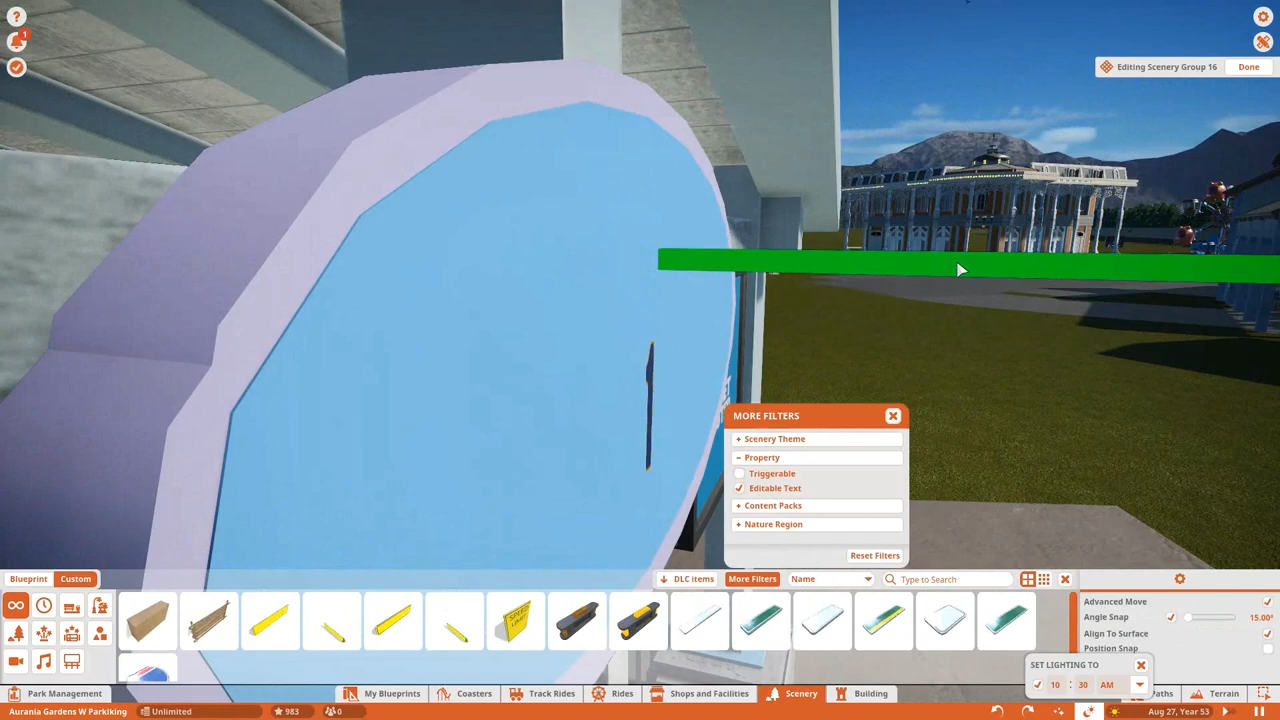 ?
1
Editing Scenery Group 16
Done
MORE FILTERS
+ Scenery Theme
− Property
Triggerable
Editable Text
+ Content Packs
+ Nature Region
Reset Filters
Blueprint
Custom
DLC items
More Filters
Name
Type to Search
SPEED LIMIT
Advanced Move
Angle Snap
15.00°
Align To Surface
Position Snap
SET LIGHTING TO
10 : 30 AM
Park Management
My Blueprints
Coasters
Track Rides
Rides
Shops and Facilities
Scenery
Building
Paths
Terrain
Aurania Gardens W Parkiking
Unlimited
983
0
Aug 27, Year 53